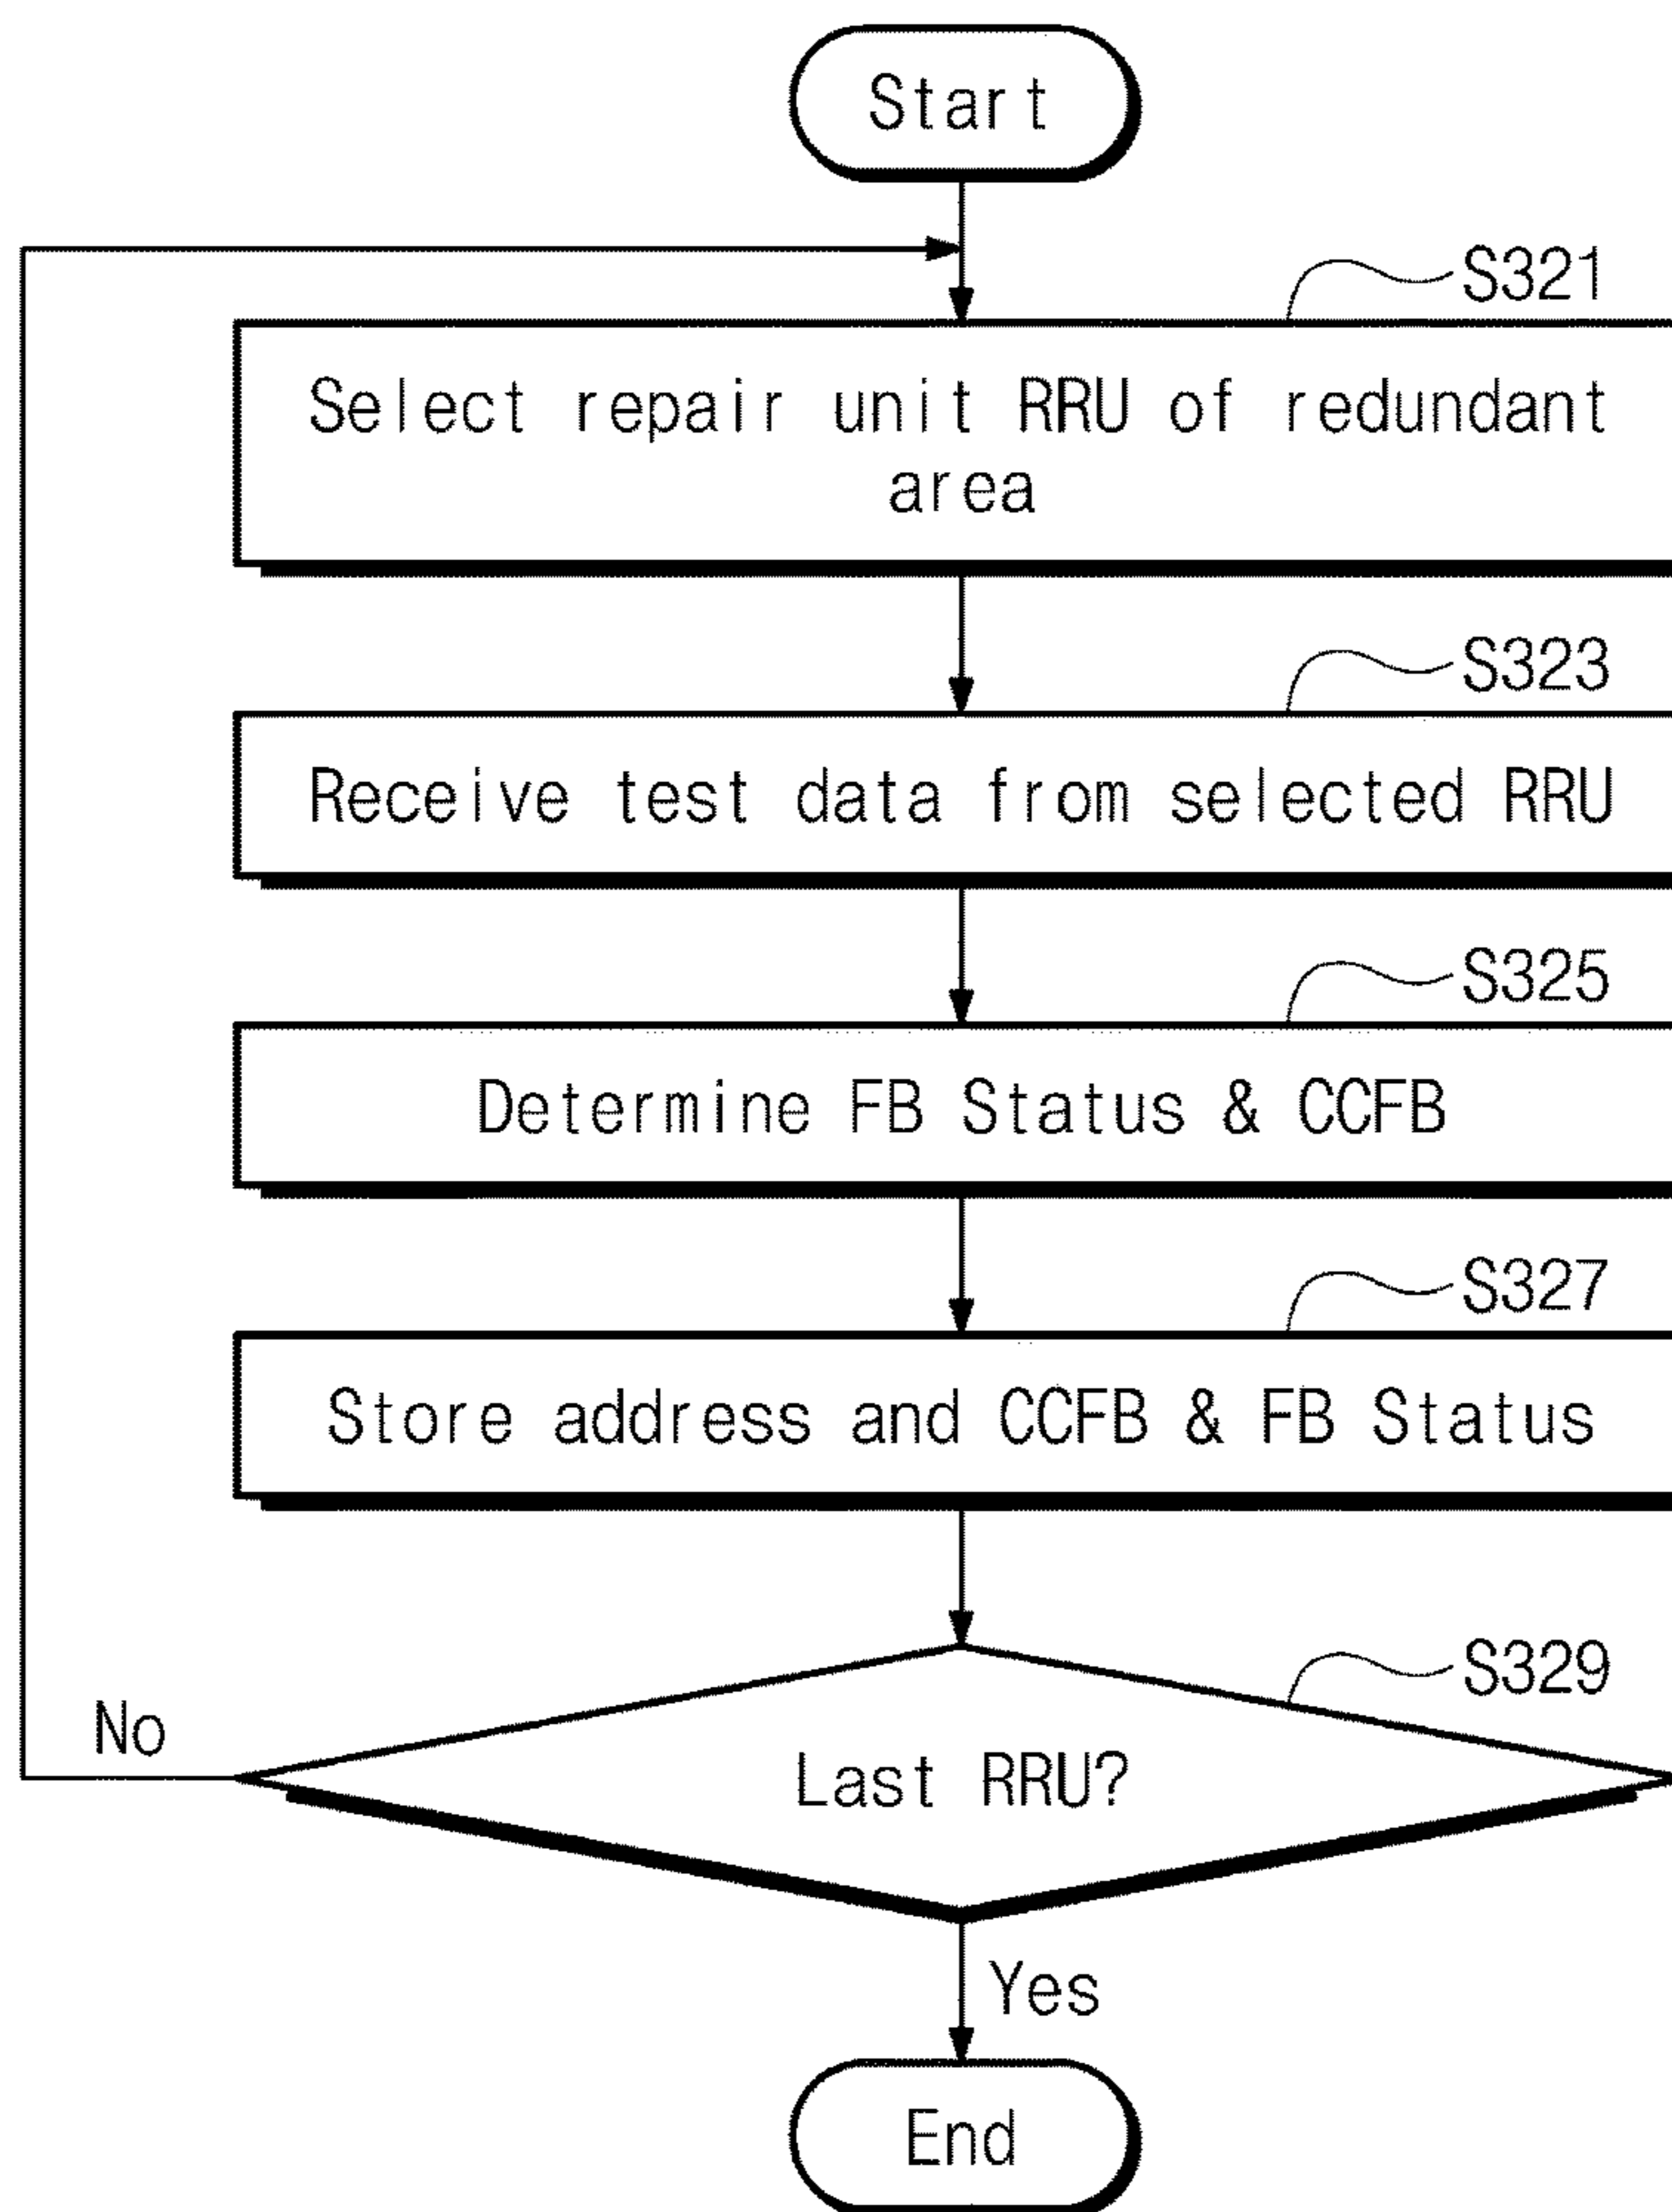 Start
S321
Select repair unit RRU of redundant
area
S323
Receive test data from selected RRU
S325
Determine FB Status & CCFB
S327
Store address and CCFB & FB Status
S329
No
Last RRU?
Yes
End